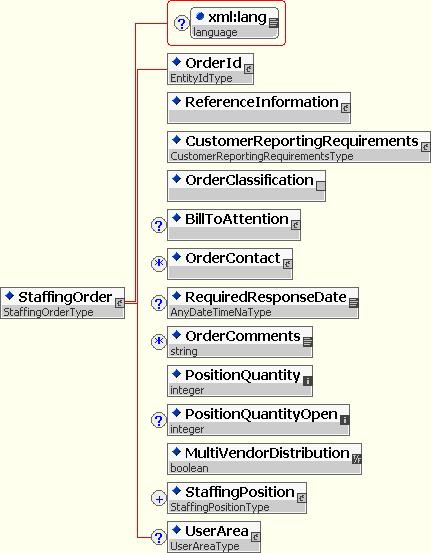 ? xml:lang
language
OrderId
EntityIdType
ReferenceInformation
CustomerReportingRequirements
CustomerReportingRequirementsType
OrderClassification
? BillToAttention
* OrderContact
StaffingOrder
StaffingOrderType
? RequiredResponseDate
AnyDateTimeNaType
* OrderComments
string
PositionQuantity
integer
? PositionQuantityOpen
integer
MultiVendorDistribution
boolean
+ StaffingPosition
StaffingPositionType
? UserArea
UserAreaType